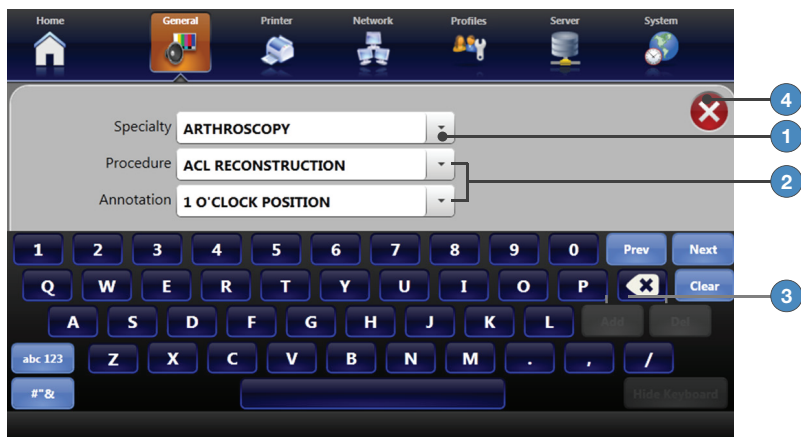 Home General Printer Network Profiles Server System
4
Specialty ARTHROSCOPY
1
Procedure ACL RECONSTRUCTION
2
Annotation 1 O'CLOCK POSITION
1 2 3 4 5 6 7 8 9 0 Prev Next
Q W E R T Y U I O P Clear
3
A S D F G H J K L Add Del
abc 123 Z X C V B N M . , /
#"& Hide Keyboard